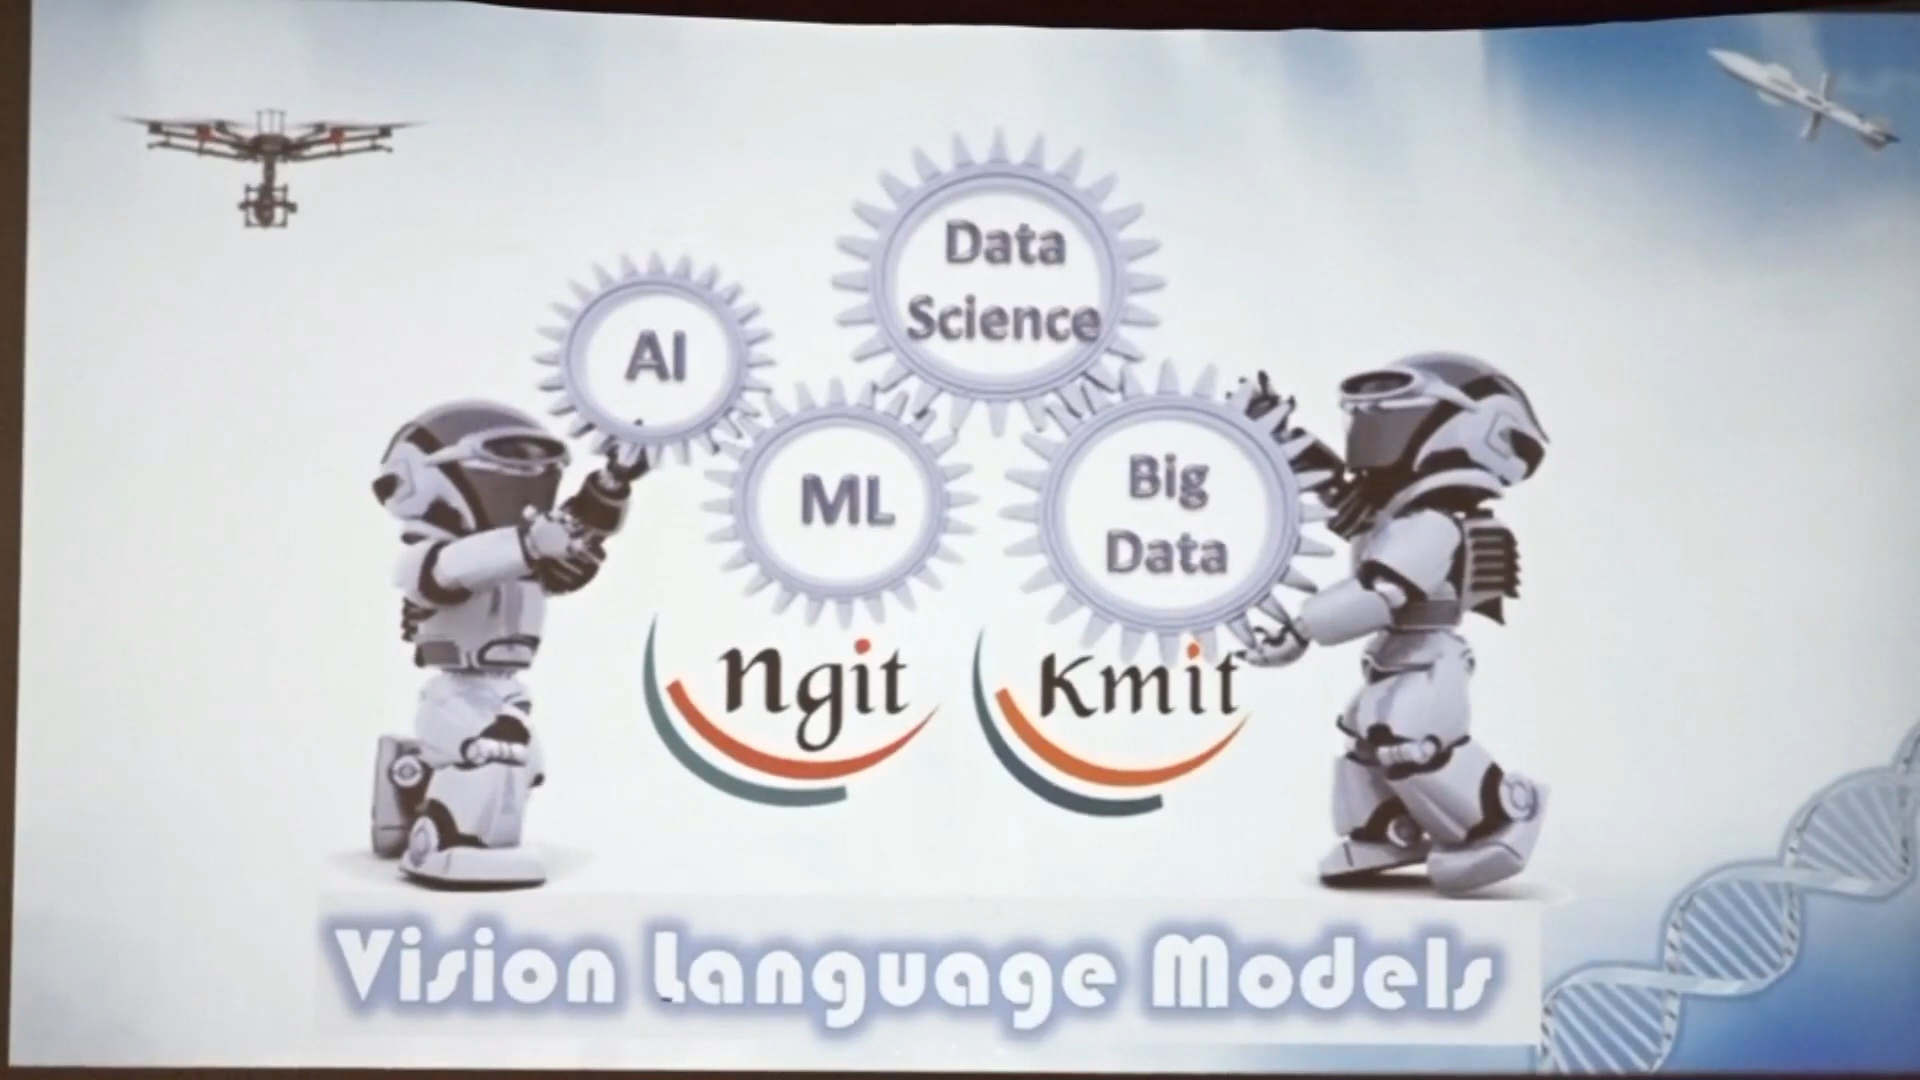 Data
Science
AI
ML
Big
Data
Ngit
Kmit
Vision Language Models